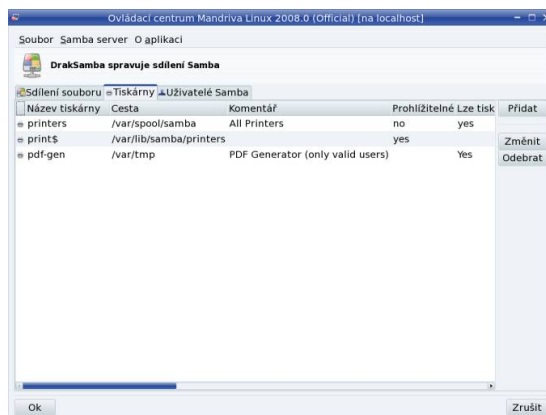 Ovládací centrum Mandriva Linux 2008.0 (Official) [na localhost]
Soubor Samba server O aplikaci
DrakSamba spravuje sdílení Samba
Sdílení souboru Tiskárny Uživatelé Samba
Název tiskárny Cesta Komentář Prohlížitelné Lze tisk Přidat
printers /var/spool/samba All Printers no yes
print$ /var/lib/samba/printers yes Změnit
pdf-gen /var/tmp PDF Generator (only valid users) Yes Odebrat
Ok Zrušit